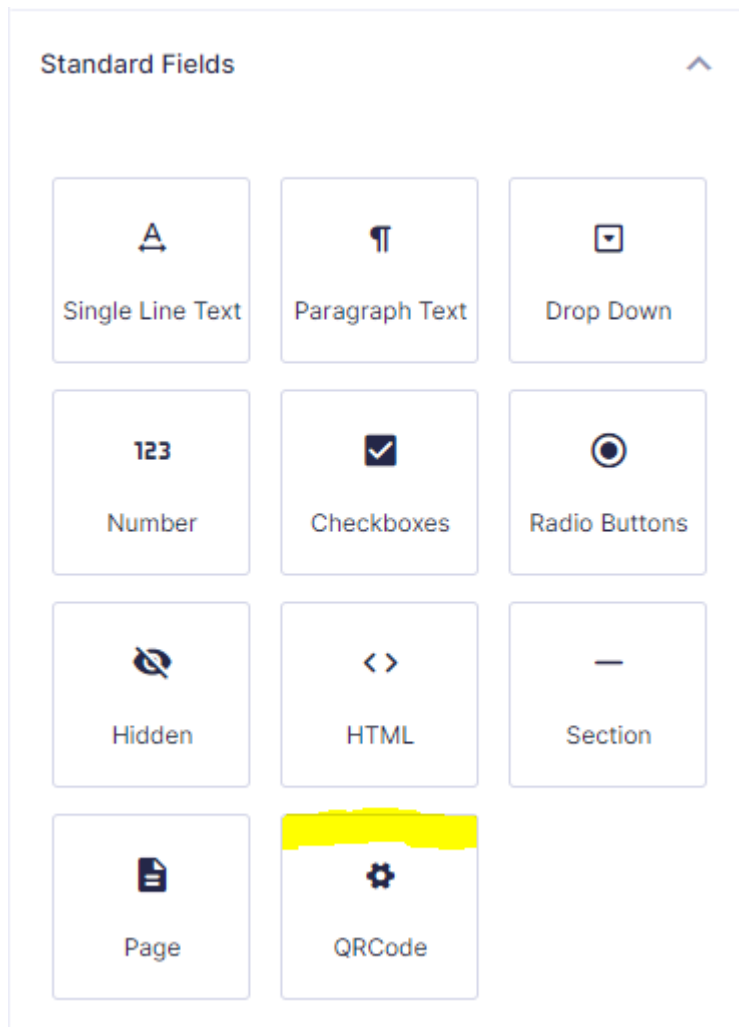 Standard Fields
Single Line Text
Paragraph Text
Drop Down
123
Number
Checkboxes
Radio Buttons
Hidden
HTML
Section
Page
QRCode